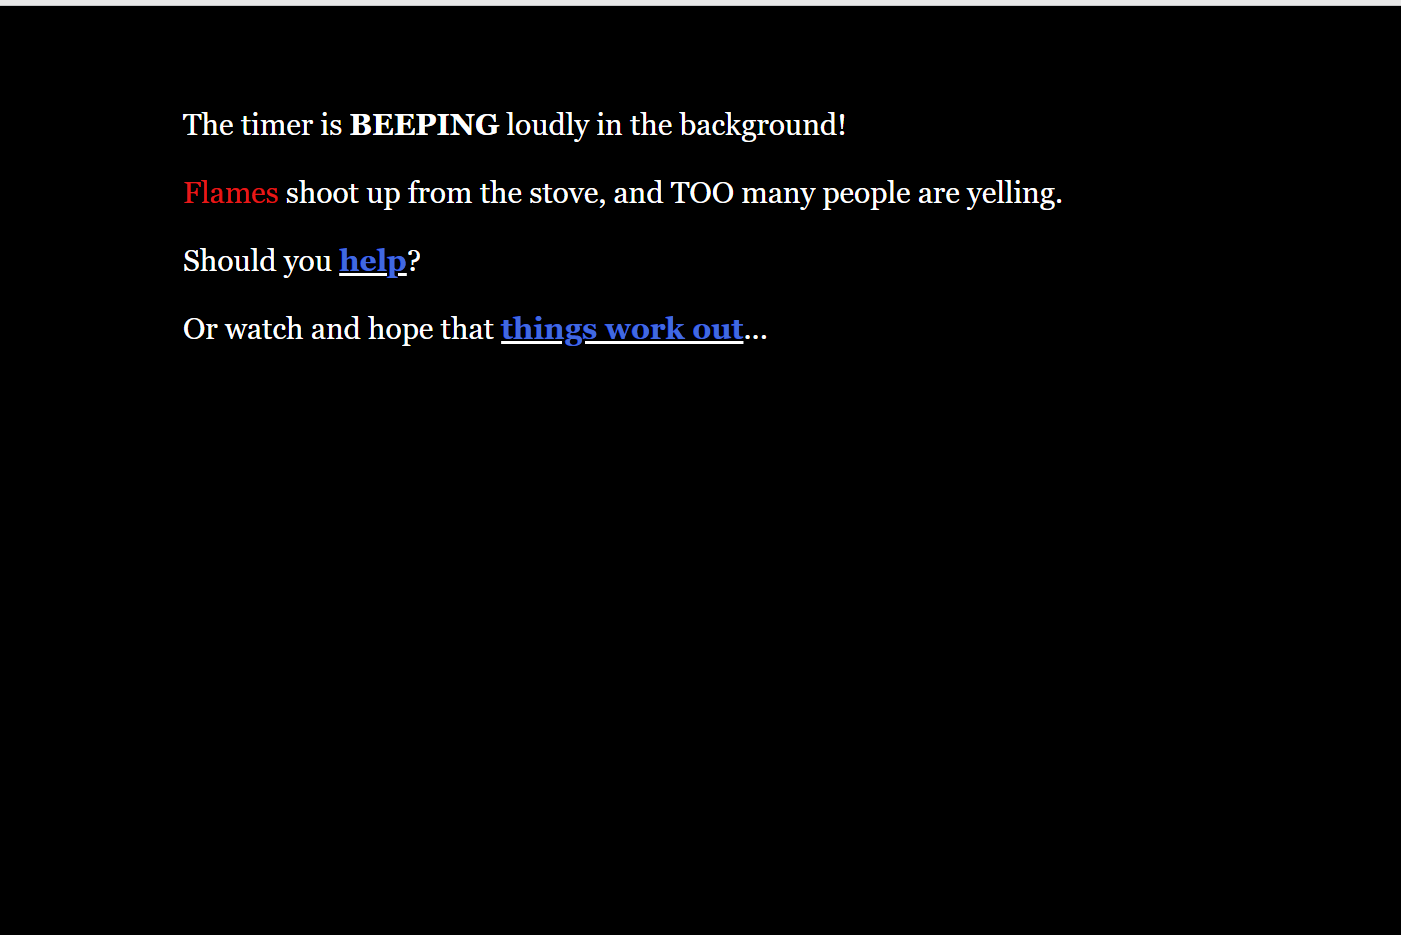 The timer is BEEPING loudly in the background!
Flames shoot up from the stove, and TOO many people are yelling.
Should you help?
Or watch and hope that things work out...